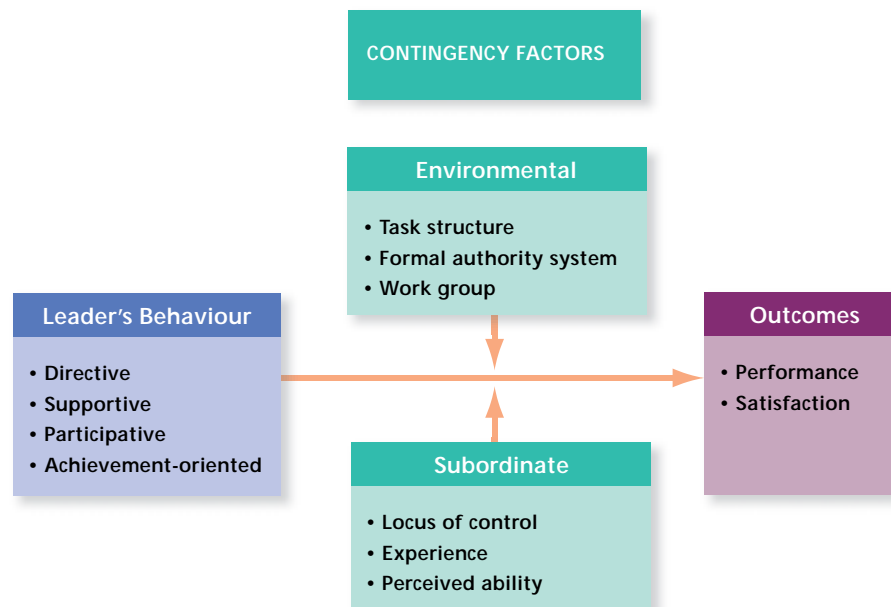 CONTINGENCY FACTORS
Environmental
• Task structure
• Formal authority system
• Work group
Leader's Behaviour
• Directive
• Supportive
• Participative
• Achievement-oriented
Outcomes
• Performance
• Satisfaction
Subordinate
• Locus of control
• Experience
• Perceived ability